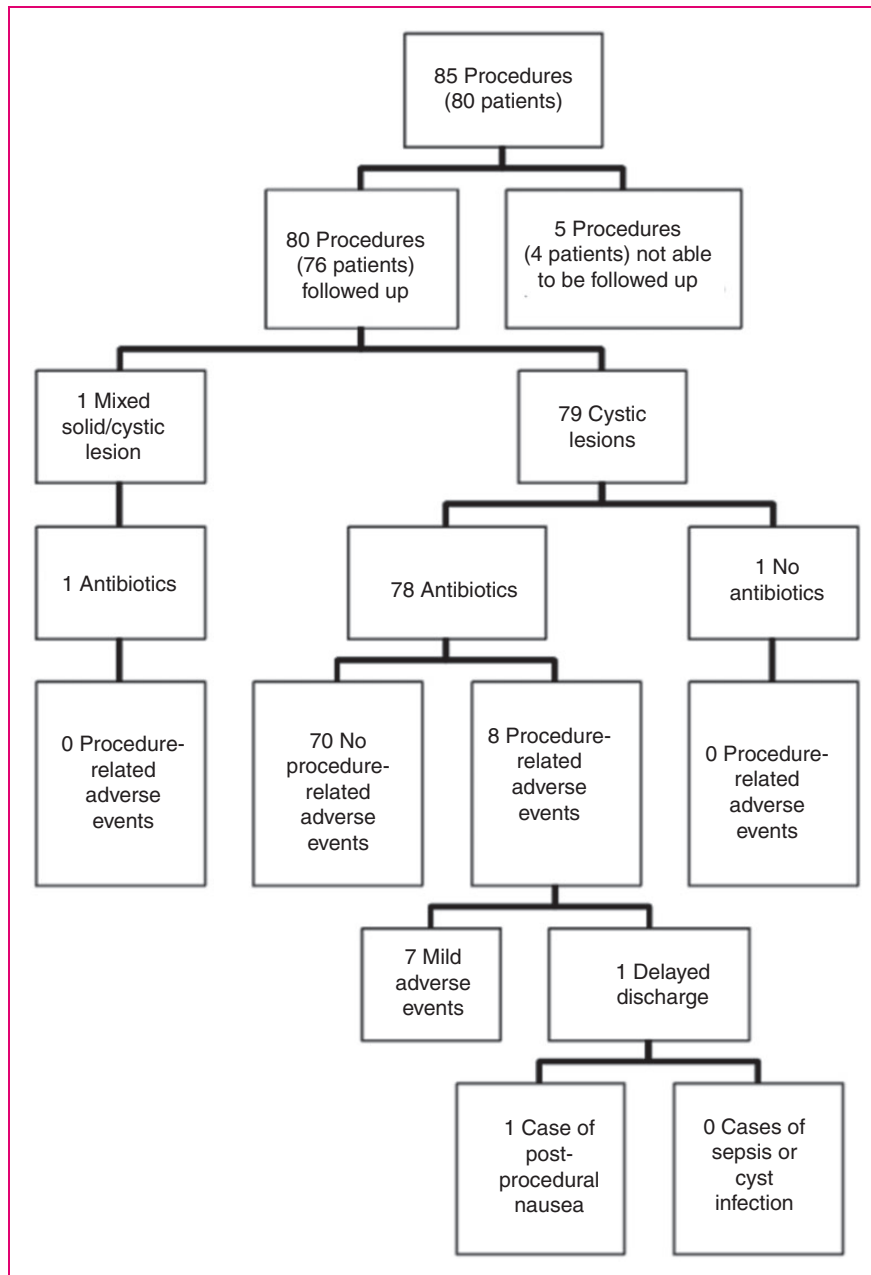 85 Procedures
(80 patients)
80 Procedures
(76 patients)
followed up
5 Procedures
(4 patients) not able
to be followed up
1 Mixed
solid/cystic
lesion
79 Cystic
lesions
1 Antibiotics
78 Antibiotics
1 No
antibiotics
0 Procedure-
related
adverse
events
70 No
procedure-
related
adverse
events
8 Procedure-
related
adverse
events
0 Procedure-
related
adverse
events
7 Mild
adverse
events
1 Delayed
discharge
1 Case of
post-
procedural
nausea
0 Cases of
sepsis or
cyst
infection